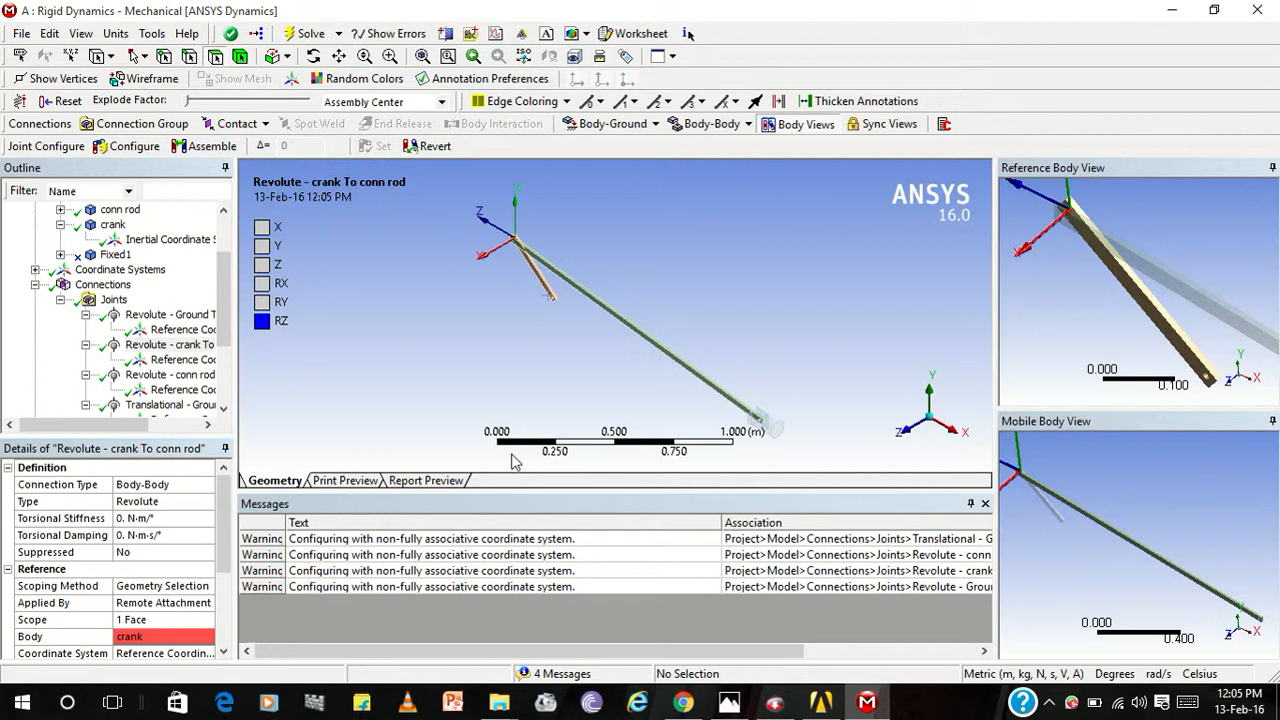 A : Rigid Dynamics - Mechanical [ANSYS Dynamics]
File Edit View Units Tools Help Solve Show Errors Worksheet
Show Vertices Wireframe Show Mesh Random Colors Annotation Preferences
Reset Explode Factor: Assembly Center Edge Coloring Thicken Annotations
Connections Connection Group Contact Spot Weld End Release Body Interaction Body-Ground Body-Body Body Views Sync Views
Joint Configure Configure Assemble Δ= 0 Set Revert
Outline
Filter: Name
conn rod
crank
Inertial Coordinate S
Fixed1
Coordinate Systems
Connections
Joints
Revolute - Ground T
Reference Coo
Revolute - crank To
Reference Coo
Revolute - conn rod
Reference Coo
Translational - Grou
Details of "Revolute - crank To conn rod"
Definition
Connection Type Body-Body
Type Revolute
Torsional Stiffness 0. N·m/°
Torsional Damping 0. N·m·s/°
Suppressed No
Reference
Scoping Method Geometry Selection
Applied By Remote Attachment
Scope 1 Face
Body crank
Coordinate System Reference Coordin...
Revolute - crank To conn rod
13-Feb-16 12:05 PM
X
Y
Z
RX
RY
RZ
ANSYS
16.0
Y
Z
X
0.000 0.500 1.000 (m)
0.250 0.750
Y
Z X
Geometry Print Preview Report Preview
Messages
Text Association
Warning Configuring with non-fully associative coordinate system. Project>Model>Connections>Joints>Translational - G
Warning Configuring with non-fully associative coordinate system. Project>Model>Connections>Joints>Revolute - conn
Warning Configuring with non-fully associative coordinate system. Project>Model>Connections>Joints>Revolute - crank
Warning Configuring with non-fully associative coordinate system. Project>Model>Connections>Joints>Revolute - Groun
Reference Body View
X
0.000
0.100
Y
Z X
Mobile Body View
0.000
0.400
Y
Z X
4 Messages No Selection Metric (m, kg, N, s, V, A) Degrees rad/s Celsius
12:05 PM
13-Feb-16